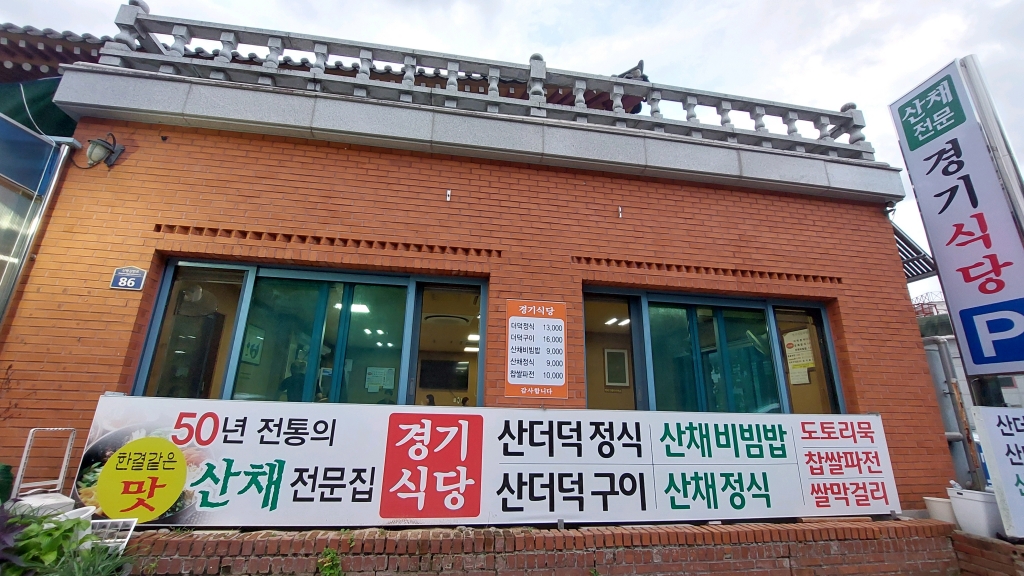 산채
전문
경기식당
P
86
경기식당
더덕정식 13,000
더덕구이 16,000
산채비빔밥 9,000
산채정식 9,000
찹쌀파전 10,000
감사합니다
50년 전통의
한결같은
맛
산채 전문집
경기
식당
산더덕 정식
산더덕 구이
산채비빔밥
산채정식
도토리묵
찹쌀파전
쌀막걸리